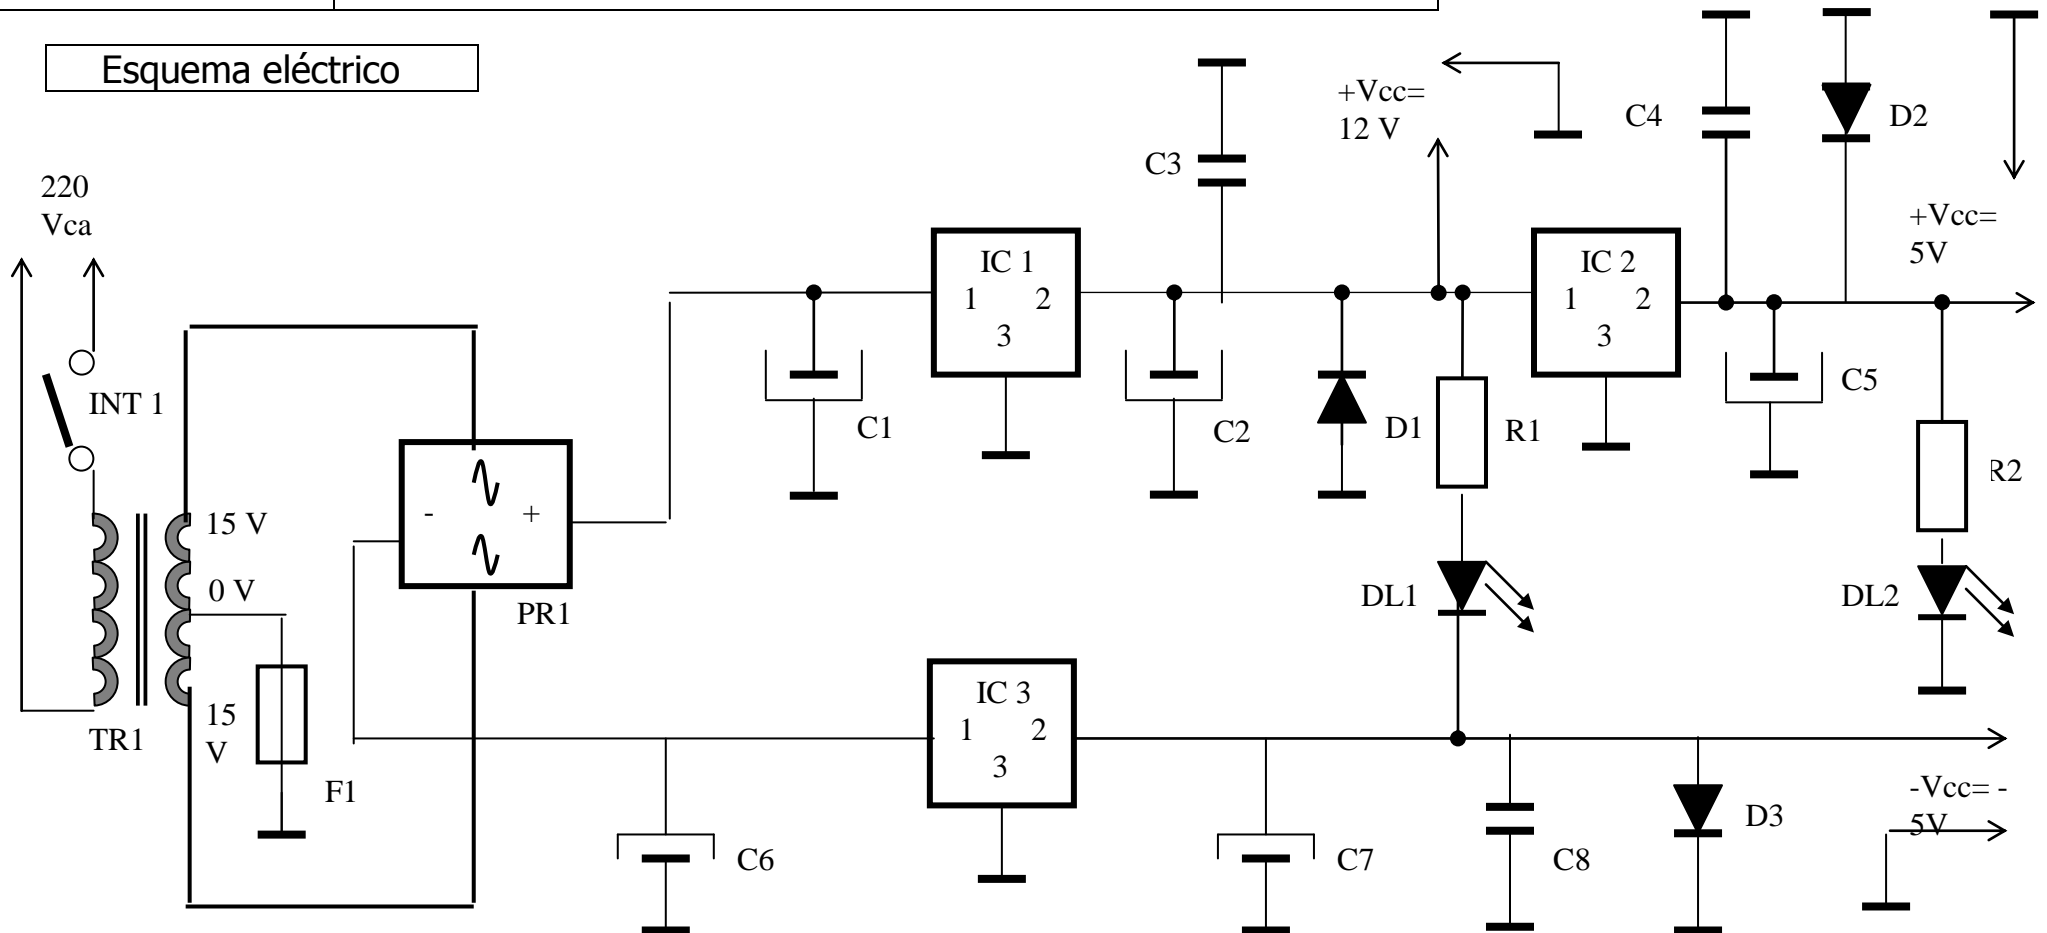 Esquema eléctrico
+Vcc=
12 V
C4
D2
C3
220
Vca
+Vcc=
5V
IC 1
1 2
3
IC 2
1 2
3
INT 1
C1
C2
D1
R1
C5
R2
15 V
- +
0 V
PR1
DL1
DL2
15
V
TR1
F1
IC 3
1 2
3
-Vcc= -
5V
C6
C7
C8
D3